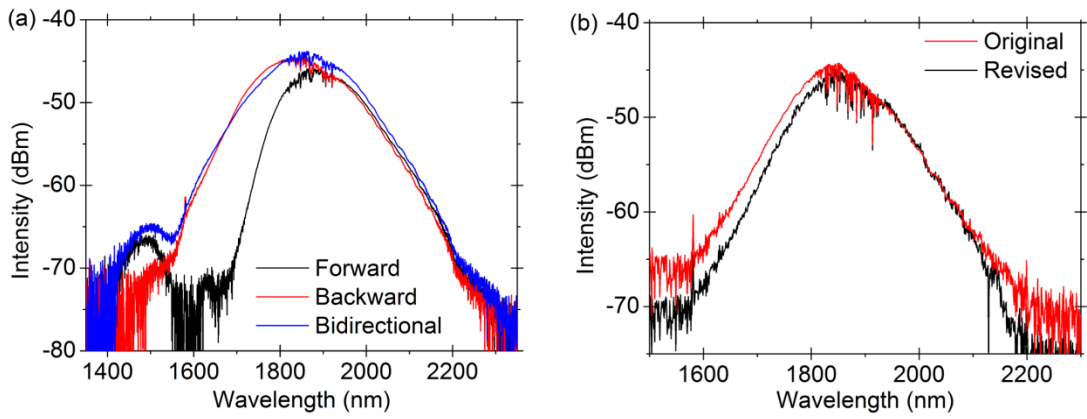 (a)
-40
-50
-60
-70
-80
Intensity (dBm)
Forward
Backward
Bidirectional
1400 1600 1800 2000 2200
Wavelength (nm)
(b)
-40
-50
-60
-70
Intensity (dBm)
Original
Revised
1600 1800 2000 2200
Wavelength (nm)